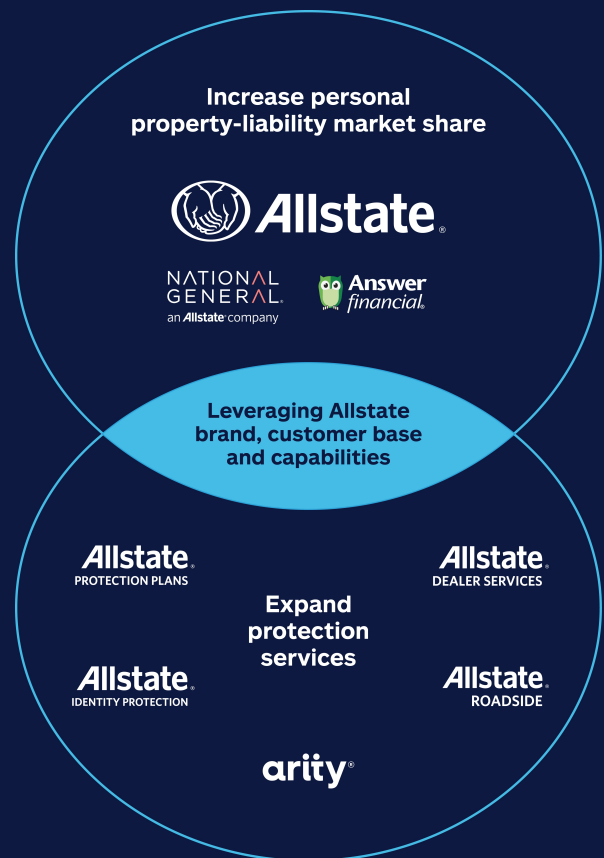 Increase personal
property-liability market share
Allstate®
NATIONAL
GENERAL®
an Allstate® company
Answer
financial®
Leveraging Allstate
brand, customer base
and capabilities
Allstate®
PROTECTION PLANS
Allstate®
DEALER SERVICES
Expand
protection
services
Allstate®
IDENTITY PROTECTION
Allstate®
ROADSIDE
arity®